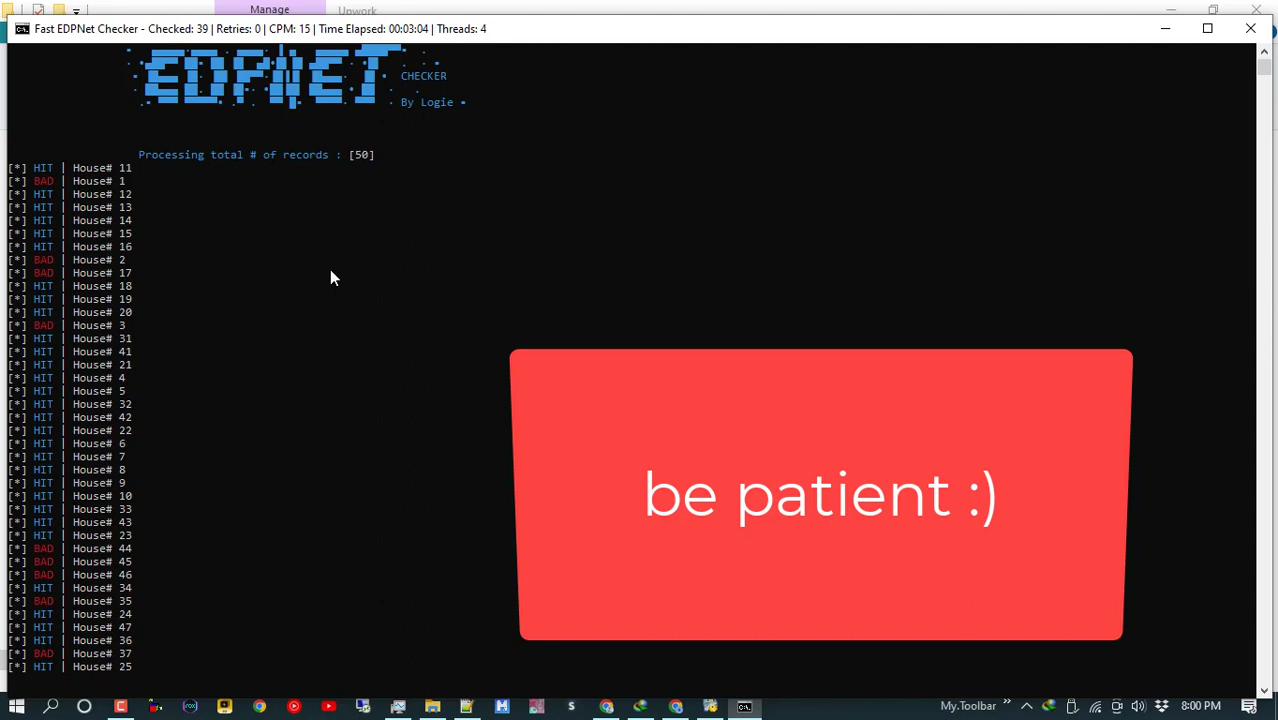 Manage
Upwork
Fast EDPNet Checker - Checked: 39 | Retries: 0 | CPM: 15 | Time Elapsed: 00:03:04 | Threads: 4
EDPNET
CHECKER
By Logie
Processing total # of records : [50]
[*] HIT | House# 11
[*] BAD | House# 1
[*] HIT | House# 12
[*] HIT | House# 13
[*] HIT | House# 14
[*] HIT | House# 15
[*] HIT | House# 16
[*] BAD | House# 2
[*] BAD | House# 17
[*] HIT | House# 18
[*] HIT | House# 19
[*] HIT | House# 20
[*] BAD | House# 3
[*] HIT | House# 31
[*] HIT | House# 41
[*] HIT | House# 21
[*] HIT | House# 4
[*] HIT | House# 5
[*] HIT | House# 32
[*] HIT | House# 42
[*] HIT | House# 22
[*] HIT | House# 6
[*] HIT | House# 7
[*] HIT | House# 8
[*] HIT | House# 9
[*] HIT | House# 10
[*] HIT | House# 33
[*] HIT | House# 43
[*] HIT | House# 23
[*] BAD | House# 44
[*] BAD | House# 45
[*] BAD | House# 46
[*] HIT | House# 34
[*] BAD | House# 35
[*] HIT | House# 24
[*] HIT | House# 47
[*] HIT | House# 36
[*] BAD | House# 37
[*] HIT | House# 25
be patient :)
My.Toolbar
8:00 PM